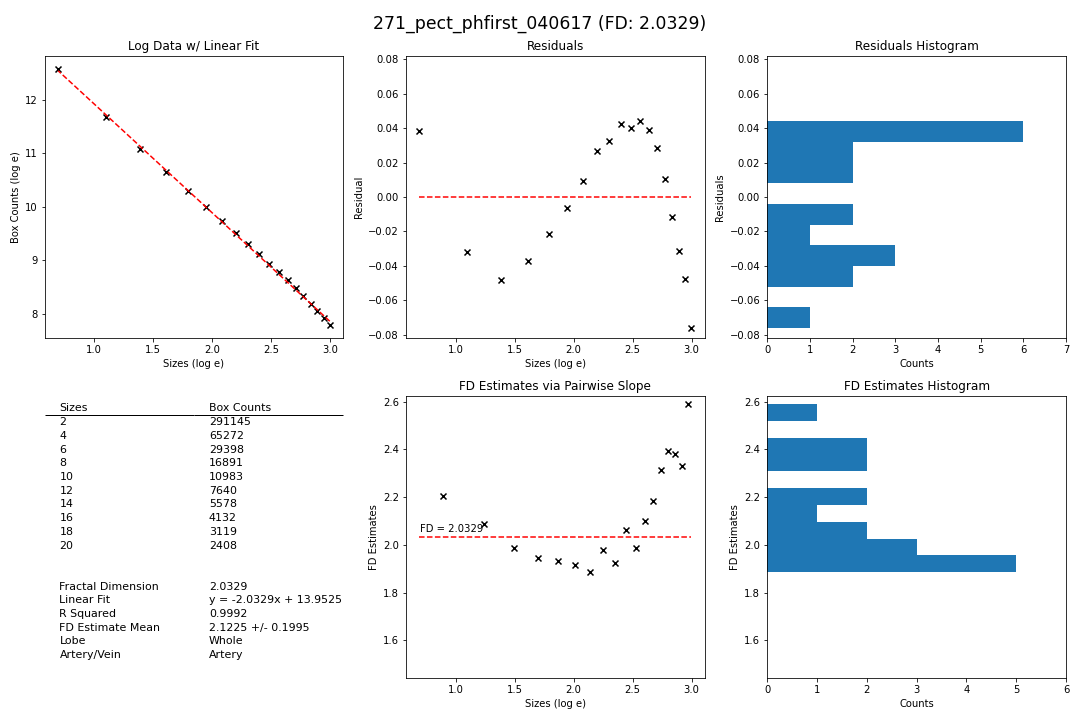 271_pect_phfirst_040617 (FD: 2.0329)
Log Data w/ Linear Fit
Box Counts (log e)
12
11
10
9
8
1.0 1.5 2.0 2.5 3.0
Sizes (log e)
Residuals
Residual
0.08
0.06
0.04
0.02
0.00
−0.02
−0.04
−0.06
−0.08
1.0 1.5 2.0 2.5 3.0
Sizes (log e)
Residuals Histogram
Residuals
0.08
0.06
0.04
0.02
0.00
−0.02
−0.04
−0.06
−0.08
0 1 2 3 4 5 6 7
Counts
Sizes Box Counts
2 291145
4 65272
6 29398
8 16891
10 10983
12 7640
14 5578
16 4132
18 3119
20 2408
Fractal Dimension 2.0329
Linear Fit y = -2.0329x + 13.9525
R Squared 0.9992
FD Estimate Mean 2.1225 +/- 0.1995
Lobe Whole
Artery/Vein Artery
FD Estimates via Pairwise Slope
FD Estimates
2.6
2.4
2.2
2.0
1.8
1.6
FD = 2.0329
1.0 1.5 2.0 2.5 3.0
Sizes (log e)
FD Estimates Histogram
FD Estimates
2.6
2.4
2.2
2.0
1.8
1.6
0 1 2 3 4 5 6
Counts